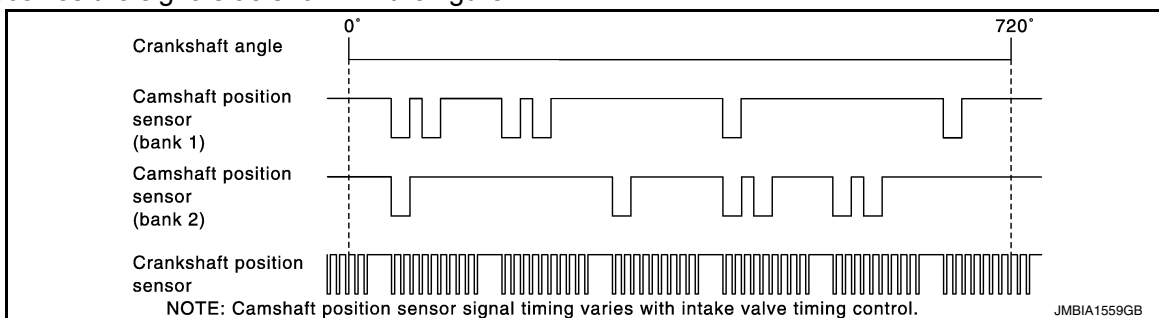 0° 720°
Crankshaft angle
Camshaft position
sensor
(bank 1)
Camshaft position
sensor
(bank 2)
Crankshaft position
sensor
NOTE: Camshaft position sensor signal timing varies with intake valve timing control.
JMBIA1559GB